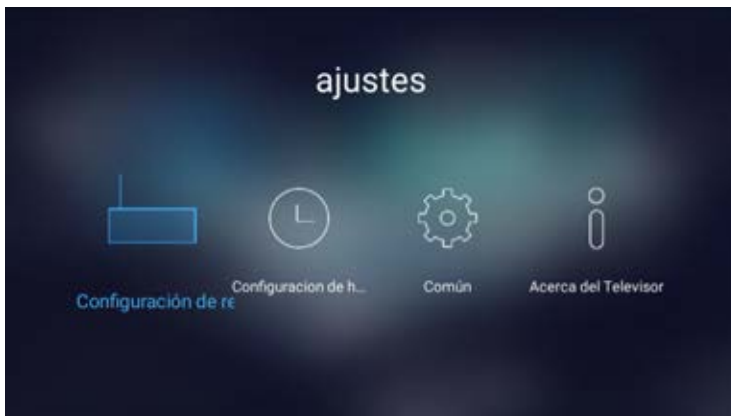 ajustes
Configuración de re
Configuracion de h...
Común
Acerca del Televisor